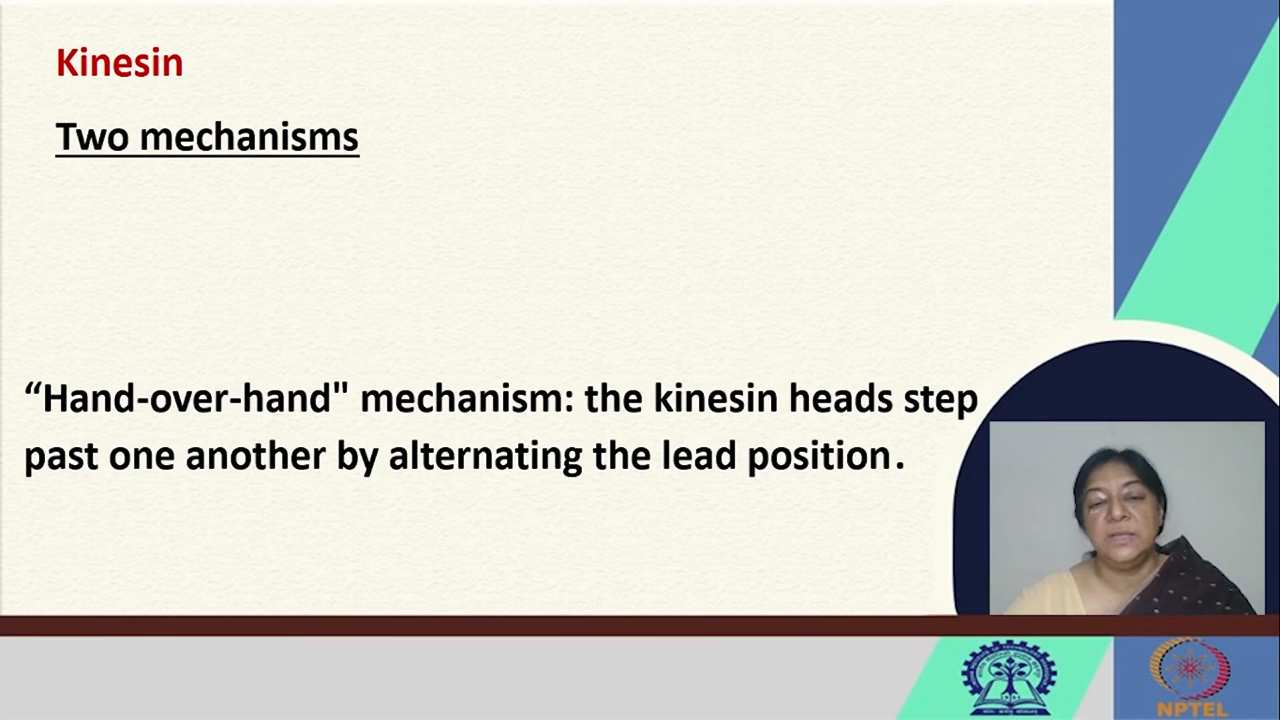 Kinesin
Two mechanisms
“Hand-over-hand" mechanism: the kinesin heads step
past one another by alternating the lead position.
NPTEL